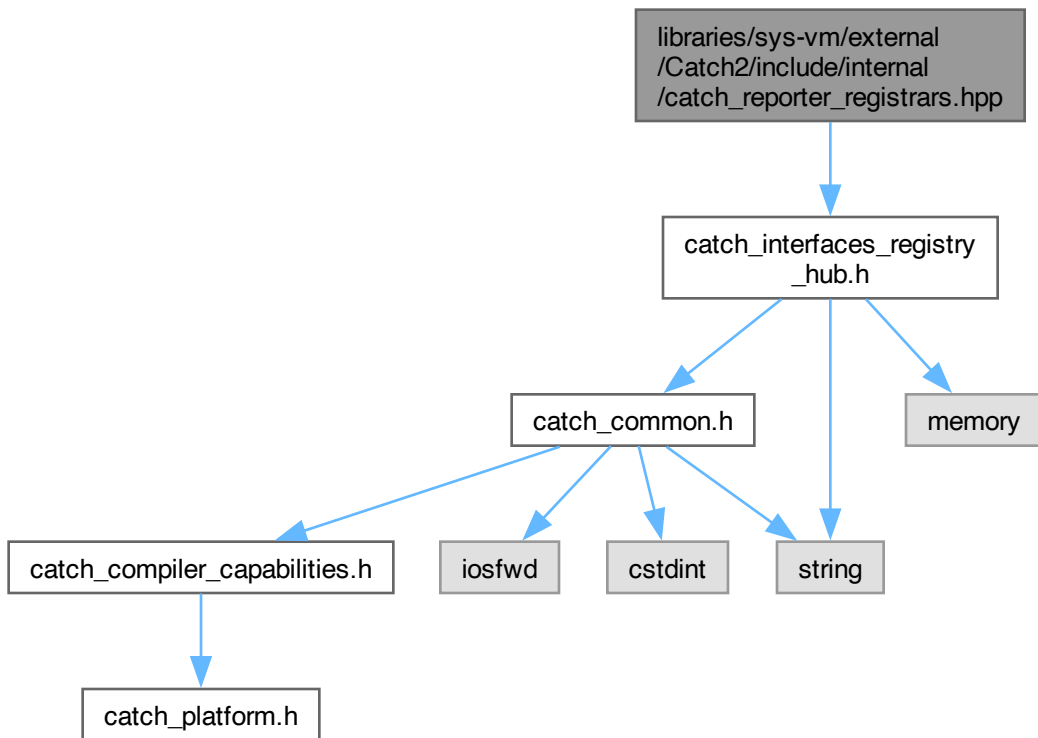 libraries/sys-vm/external
/Catch2/include/internal
/catch_reporter_registrars.hpp
catch_interfaces_registry
_hub.h
catch_common.h
memory
catch_compiler_capabilities.h
iosfwd
cstdint
string
catch_platform.h